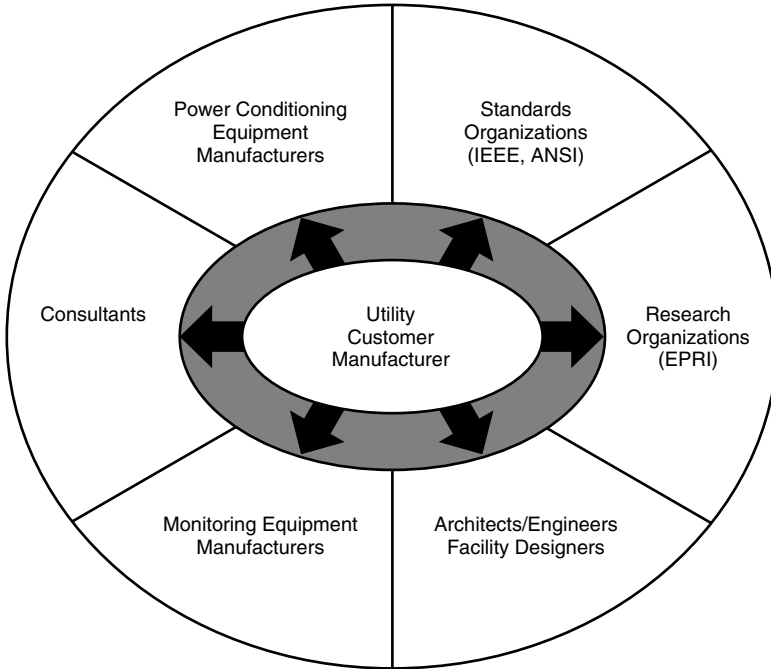 Power Conditioning
Equipment
Manufacturers
Standards
Organizations
(IEEE, ANSI)
Consultants
Utility
Customer
Manufacturer
Research
Organizations
(EPRI)
Monitoring Equipment
Manufacturers
Architects/Engineers
Facility Designers